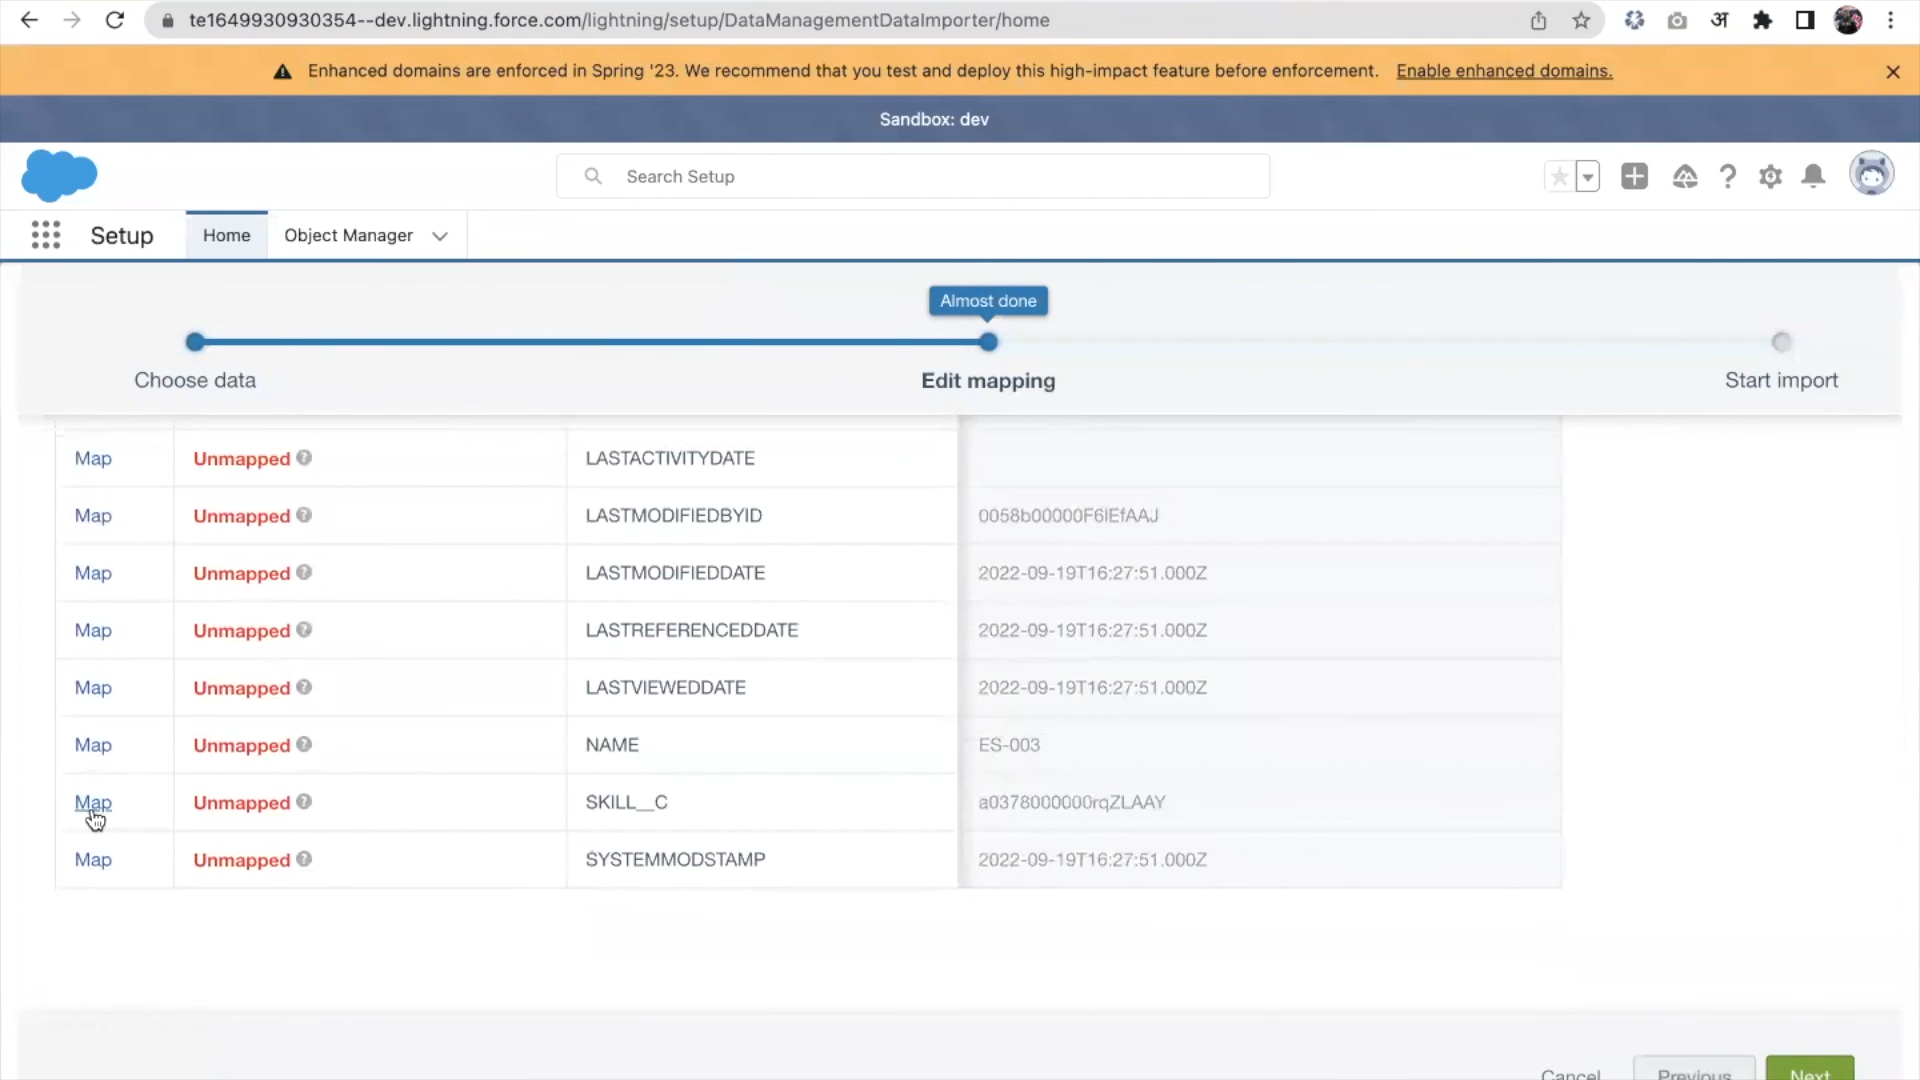 te1649930930354--dev.lightning.force.com/lightning/setup/DataManagementDataImporter/home
अ
Enhanced domains are enforced in Spring '23. We recommend that you test and deploy this high-impact feature before enforcement. Enable enhanced domains.
Sandbox: dev
Search Setup
Setup Home Object Manager
Almost done
Choose data Edit mapping Start import
Map Unmapped ? LASTACTIVITYDATE
Map Unmapped ? LASTMODIFIEDBYID 0058b00000F6lEfAAJ
Map Unmapped ? LASTMODIFIEDDATE 2022-09-19T16:27:51.000Z
Map Unmapped ? LASTREFERENCEDDATE 2022-09-19T16:27:51.000Z
Map Unmapped ? LASTVIEWEDDATE 2022-09-19T16:27:51.000Z
Map Unmapped ? NAME ES-003
Map Unmapped ? SKILL__C a0378000000rqZLAAY
Map Unmapped ? SYSTEMMODSTAMP 2022-09-19T16:27:51.000Z
Cancel Previous Next